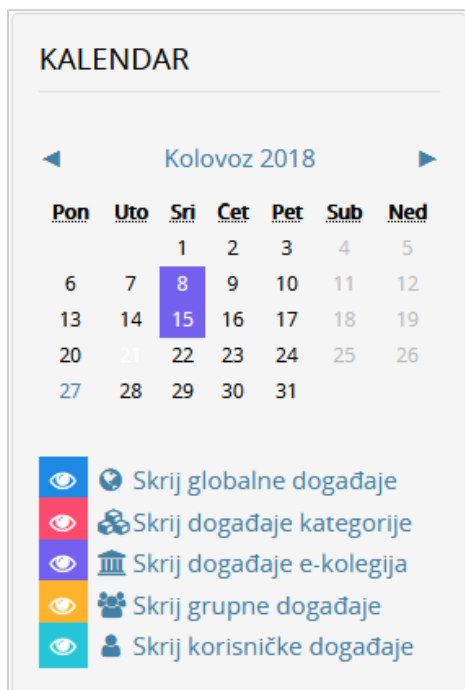 KALENDAR
◄ Kolovoz 2018 ►
Pon Uto Sri Čet Pet Sub Ned
1 2 3 4 5
6 7 8 9 10 11 12
13 14 15 16 17 18 19
20 21 22 23 24 25 26
27 28 29 30 31
Skrij globalne događaje
Skrij događaje kategorije
Skrij događaje e-kolegija
Skrij grupne događaje
Skrij korisničke događaje